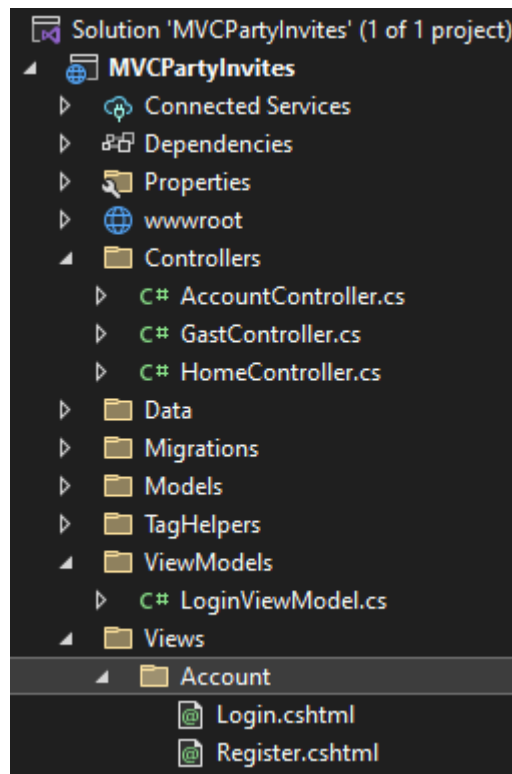 Solution 'MVCPartyInvites' (1 of 1 project)
MVCPartyInvites
Connected Services
Dependencies
Properties
wwwroot
Controllers
C# AccountController.cs
C# GastController.cs
C# HomeController.cs
Data
Migrations
Models
TagHelpers
ViewModels
C# LoginViewModel.cs
Views
Account
@ Login.cshtml
@ Register.cshtml